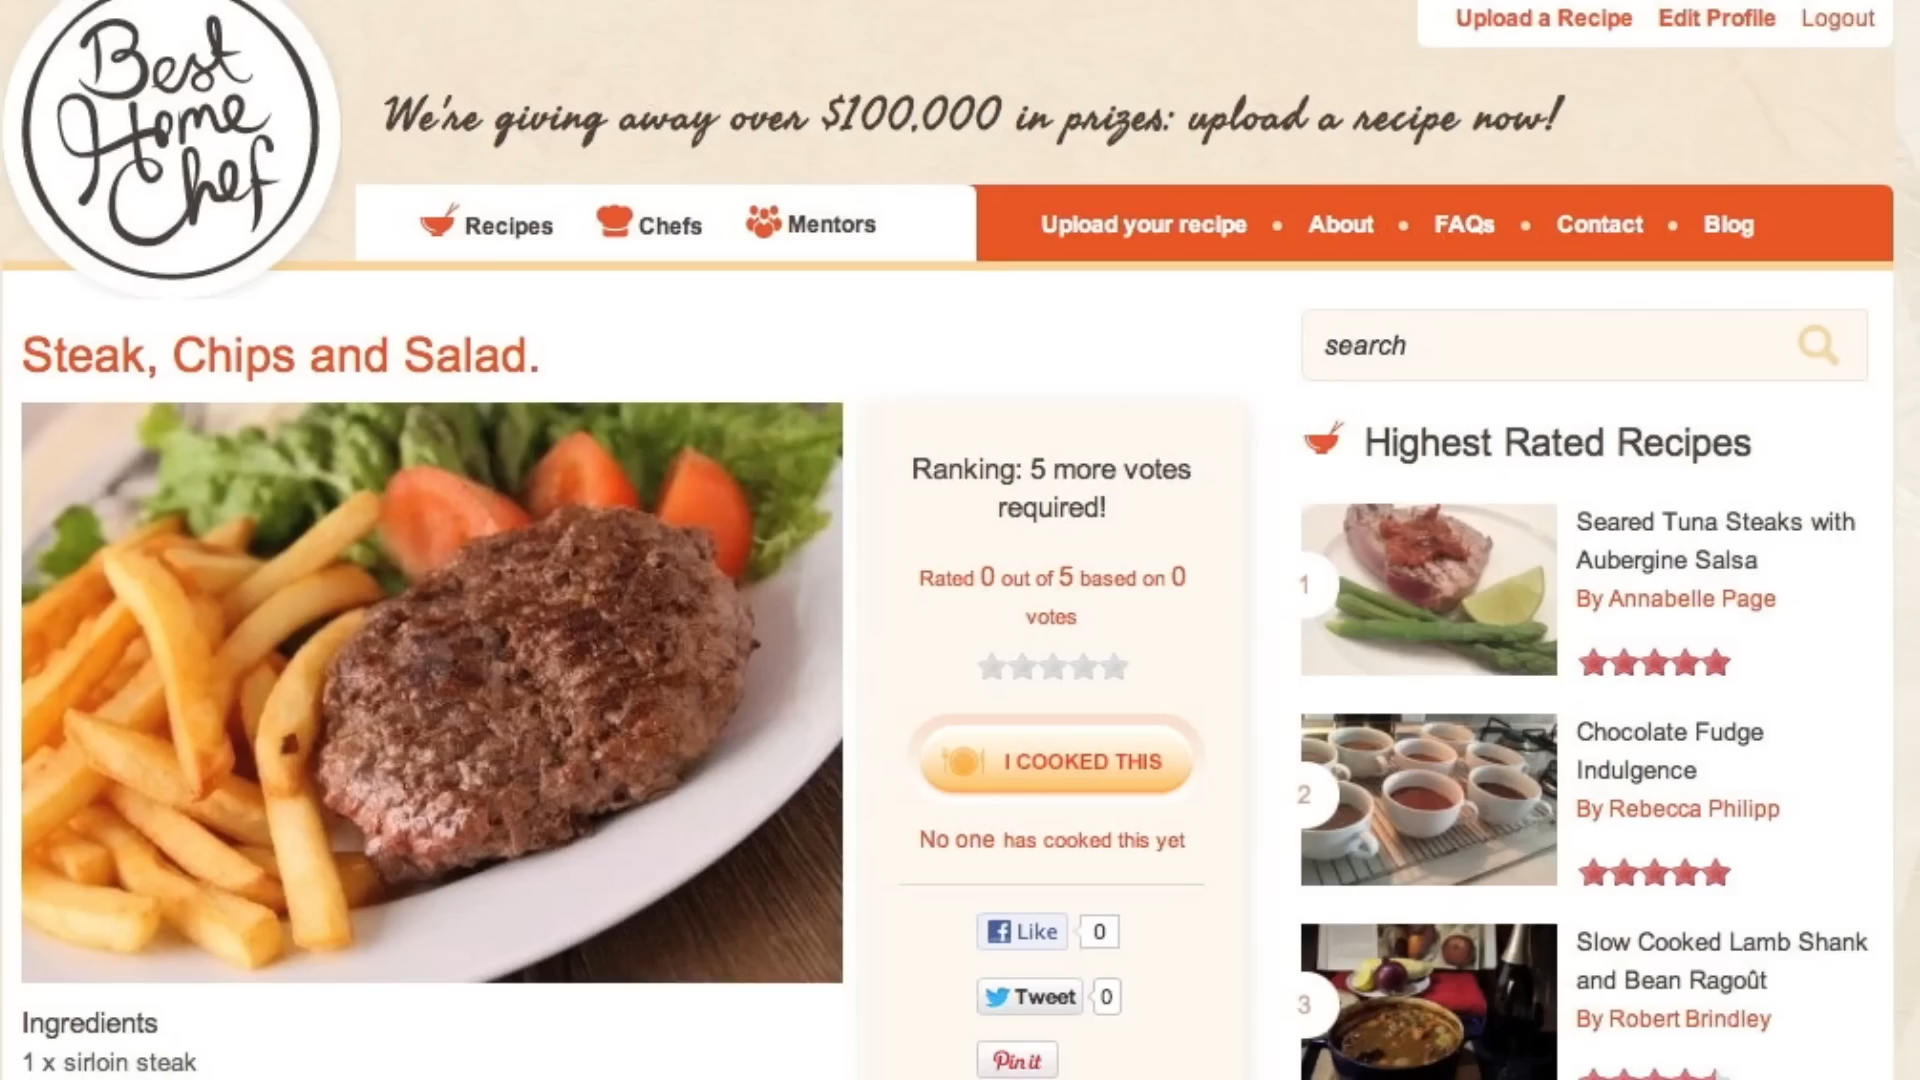 Best
Home
Chef
Upload a Recipe Edit Profile Logout
We're giving away over $100,000 in prizes: upload a recipe now!
Recipes Chefs Mentors Upload your recipe • About • FAQs • Contact • Blog
Steak, Chips and Salad.
Ranking: 5 more votes
required!
Rated 0 out of 5 based on 0
votes
I COOKED THIS
No one has cooked this yet
Like 0
Tweet 0
Pin it
Ingredients
1 x sirloin steak
search
Highest Rated Recipes
1
Seared Tuna Steaks with
Aubergine Salsa
By Annabelle Page
2
Chocolate Fudge
Indulgence
By Rebecca Philipp
3
Slow Cooked Lamb Shank
and Bean Ragoût
By Robert Brindley